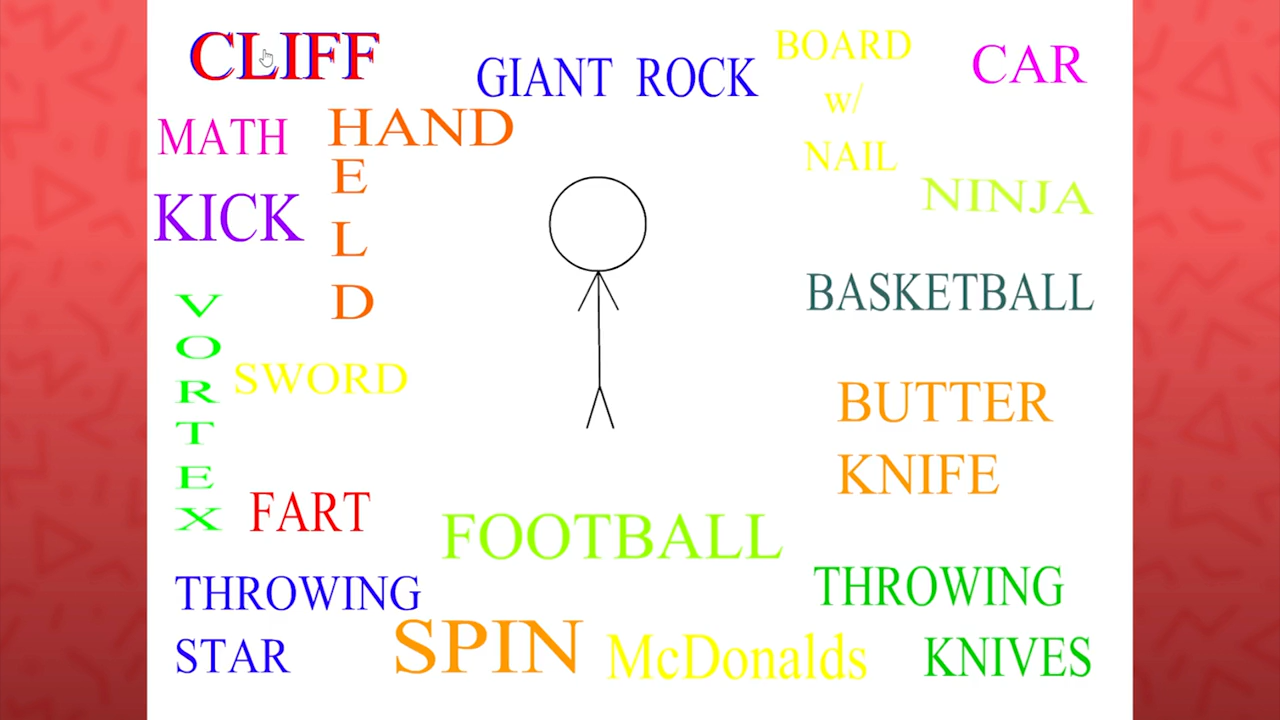 CLIFF
GIANT ROCK
BOARD
w/
NAIL
CAR
MATH
HAND
E
L
D
KICK
NINJA
BASKETBALL
V
O
R
T
E
X
SWORD
BUTTER
KNIFE
FART
FOOTBALL
THROWING
STAR
SPIN
McDonalds
THROWING
KNIVES